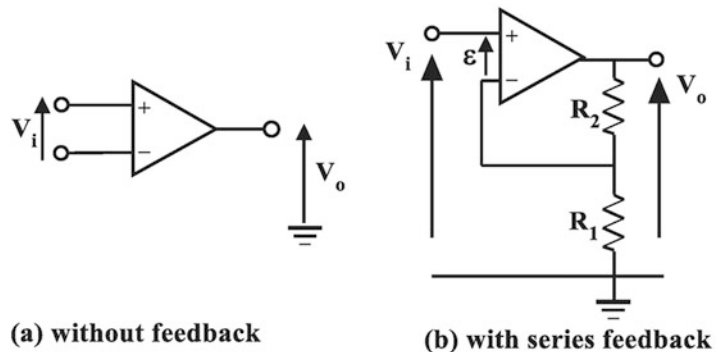 V_i
+
−
V_o
(a) without feedback
V_i
ε
+
−
R_2
V_o
R_1
(b) with series feedback